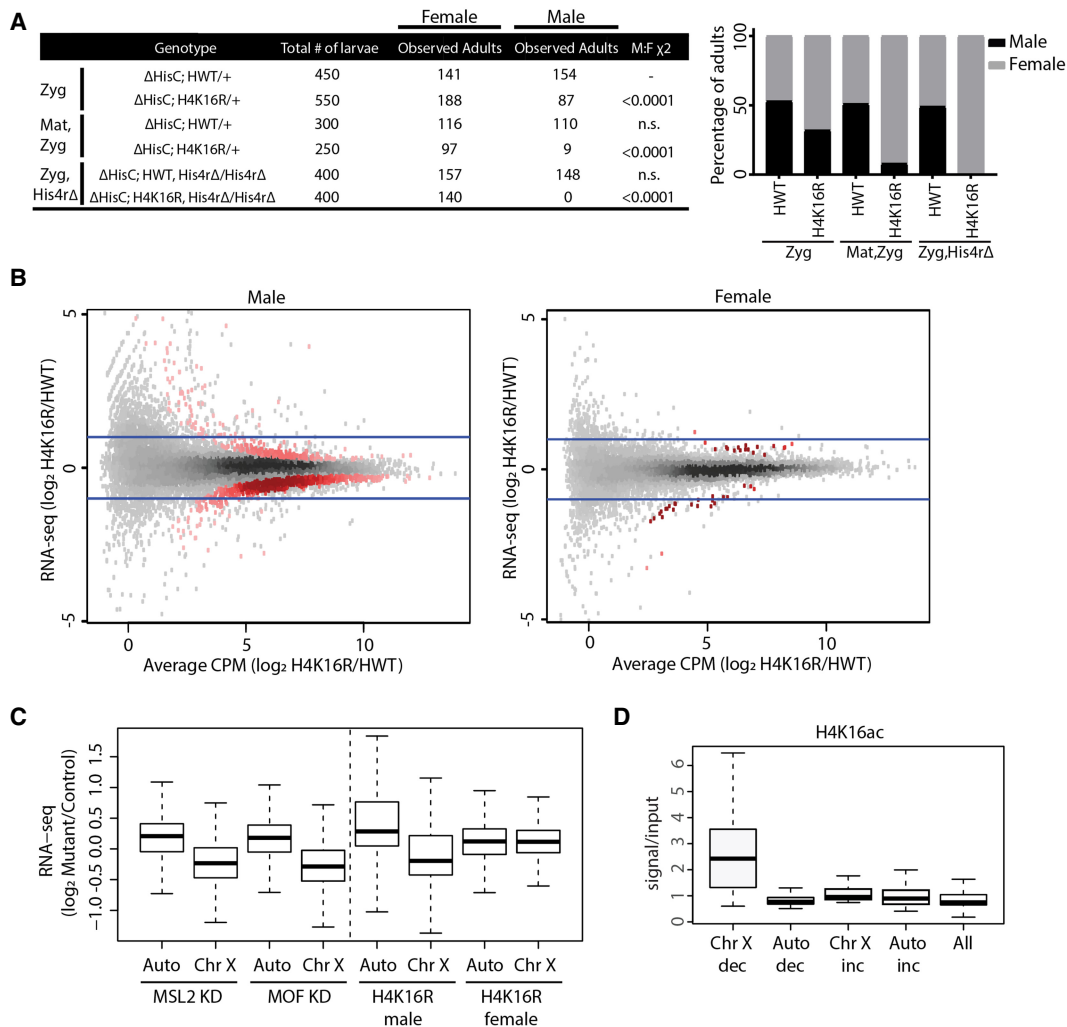 A
Female Male
Genotype Total # of larvae Observed Adults Observed Adults M:F χ2
Zyg
ΔHisC; HWT/+ 450 141 154 -
ΔHisC; H4K16R/+ 550 188 87 <0.0001
Mat,
Zyg
ΔHisC; HWT/+ 300 116 110 n.s.
ΔHisC; H4K16R/+ 250 97 9 <0.0001
Zyg,
His4rΔ
ΔHisC; HWT, His4rΔ/His4rΔ 400 157 148 n.s.
ΔHisC; H4K16R, His4rΔ/His4rΔ 400 140 0 <0.0001
Percentage of adults
100
50
0
Male
Female
HWT H4K16R HWT H4K16R HWT H4K16R
Zyg Mat,Zyg Zyg,His4rΔ
B
Male
RNA-seq (log₂ H4K16R/HWT)
5
0
-5
0 5 10
Average CPM (log₂ H4K16R/HWT)
Female
RNA-seq (log₂ H4K16R/HWT)
5
0
-5
0 5 10
Average CPM (log₂ H4K16R/HWT)
C
RNA−seq
(log₂ Mutant/Control)
−1.0 −0.5 0.0 0.5 1.0 1.5
Auto Chr X Auto Chr X Auto Chr X Auto Chr X
MSL2 KD MOF KD H4K16R H4K16R
male female
D
H4K16ac
signal/input
0 1 2 3 4 5 6
Chr X Auto Chr X Auto All
dec dec inc inc